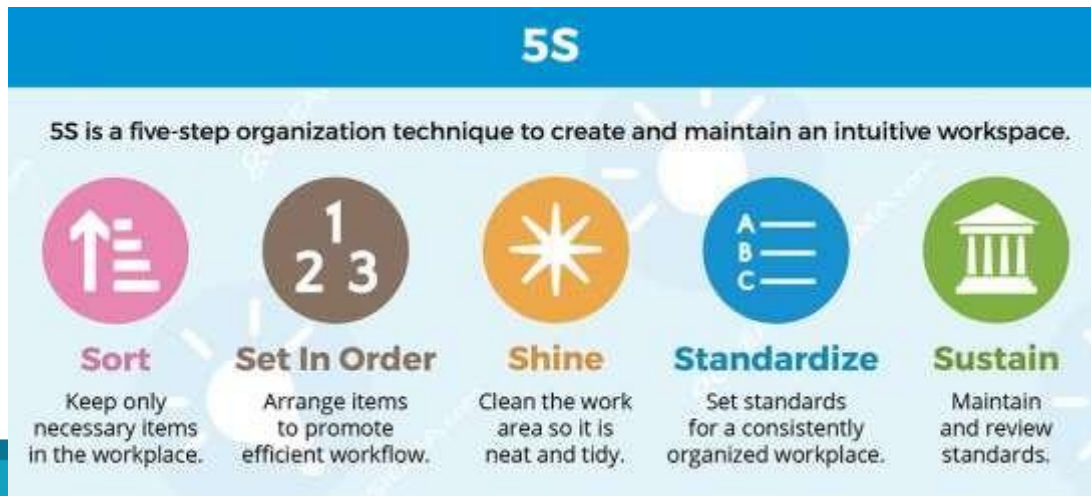 5S
5S is a five-step organization technique to create and maintain an intuitive workspace.
1
2 3
A
B
C
Sort
Set In Order
Shine
Standardize
Sustain
Keep only
necessary items
in the workplace.
Arrange items
to promote
efficient workflow.
Clean the work
area so it is
neat and tidy.
Set standards
for a consistently
organized workplace.
Maintain
and review
standards.